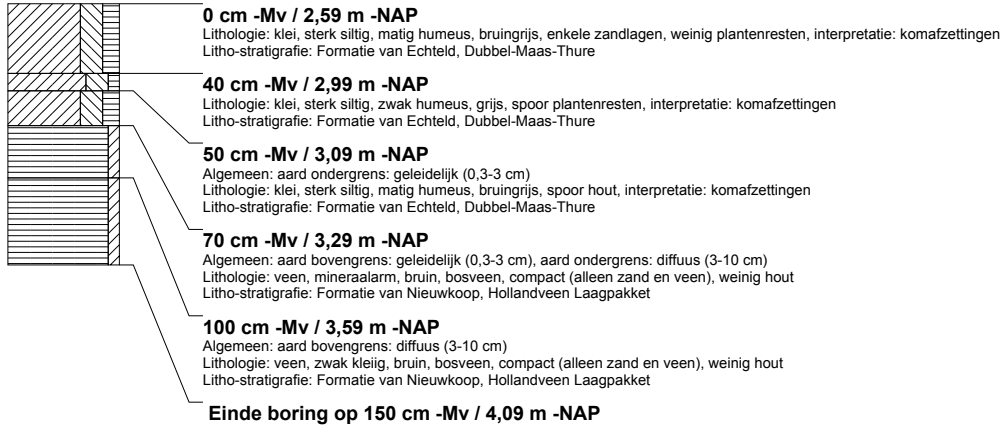 0 cm -Mv / 2,59 m -NAP
Lithologie: klei, sterk siltig, matig humeus, bruingrijs, enkele zandlagen, weinig plantenresten, interpretatie: komafzettingen
Litho-stratigrafie: Formatie van Echteld, Dubbel-Maas-Thure
40 cm -Mv / 2,99 m -NAP
Lithologie: klei, sterk siltig, zwak humeus, grijs, spoor plantenresten, interpretatie: komafzettingen
Litho-stratigrafie: Formatie van Echteld, Dubbel-Maas-Thure
50 cm -Mv / 3,09 m -NAP
Algemeen: aard ondergrens: geleidelijk (0,3-3 cm)
Lithologie: klei, sterk siltig, matig humeus, bruingrijs, spoor hout, interpretatie: komafzettingen
Litho-stratigrafie: Formatie van Echteld, Dubbel-Maas-Thure
70 cm -Mv / 3,29 m -NAP
Algemeen: aard bovengrens: geleidelijk (0,3-3 cm), aard ondergrens: diffuus (3-10 cm)
Lithologie: veen, mineraalarm, bruin, bosveen, compact (alleen zand en veen), weinig hout
Litho-stratigrafie: Formatie van Nieuwkoop, Hollandveen Laagpakket
100 cm -Mv / 3,59 m -NAP
Algemeen: aard bovengrens: diffuus (3-10 cm)
Lithologie: veen, zwak kleiig, bruin, bosveen, compact (alleen zand en veen), weinig hout
Litho-stratigrafie: Formatie van Nieuwkoop, Hollandveen Laagpakket
Einde boring op 150 cm -Mv / 4,09 m -NAP